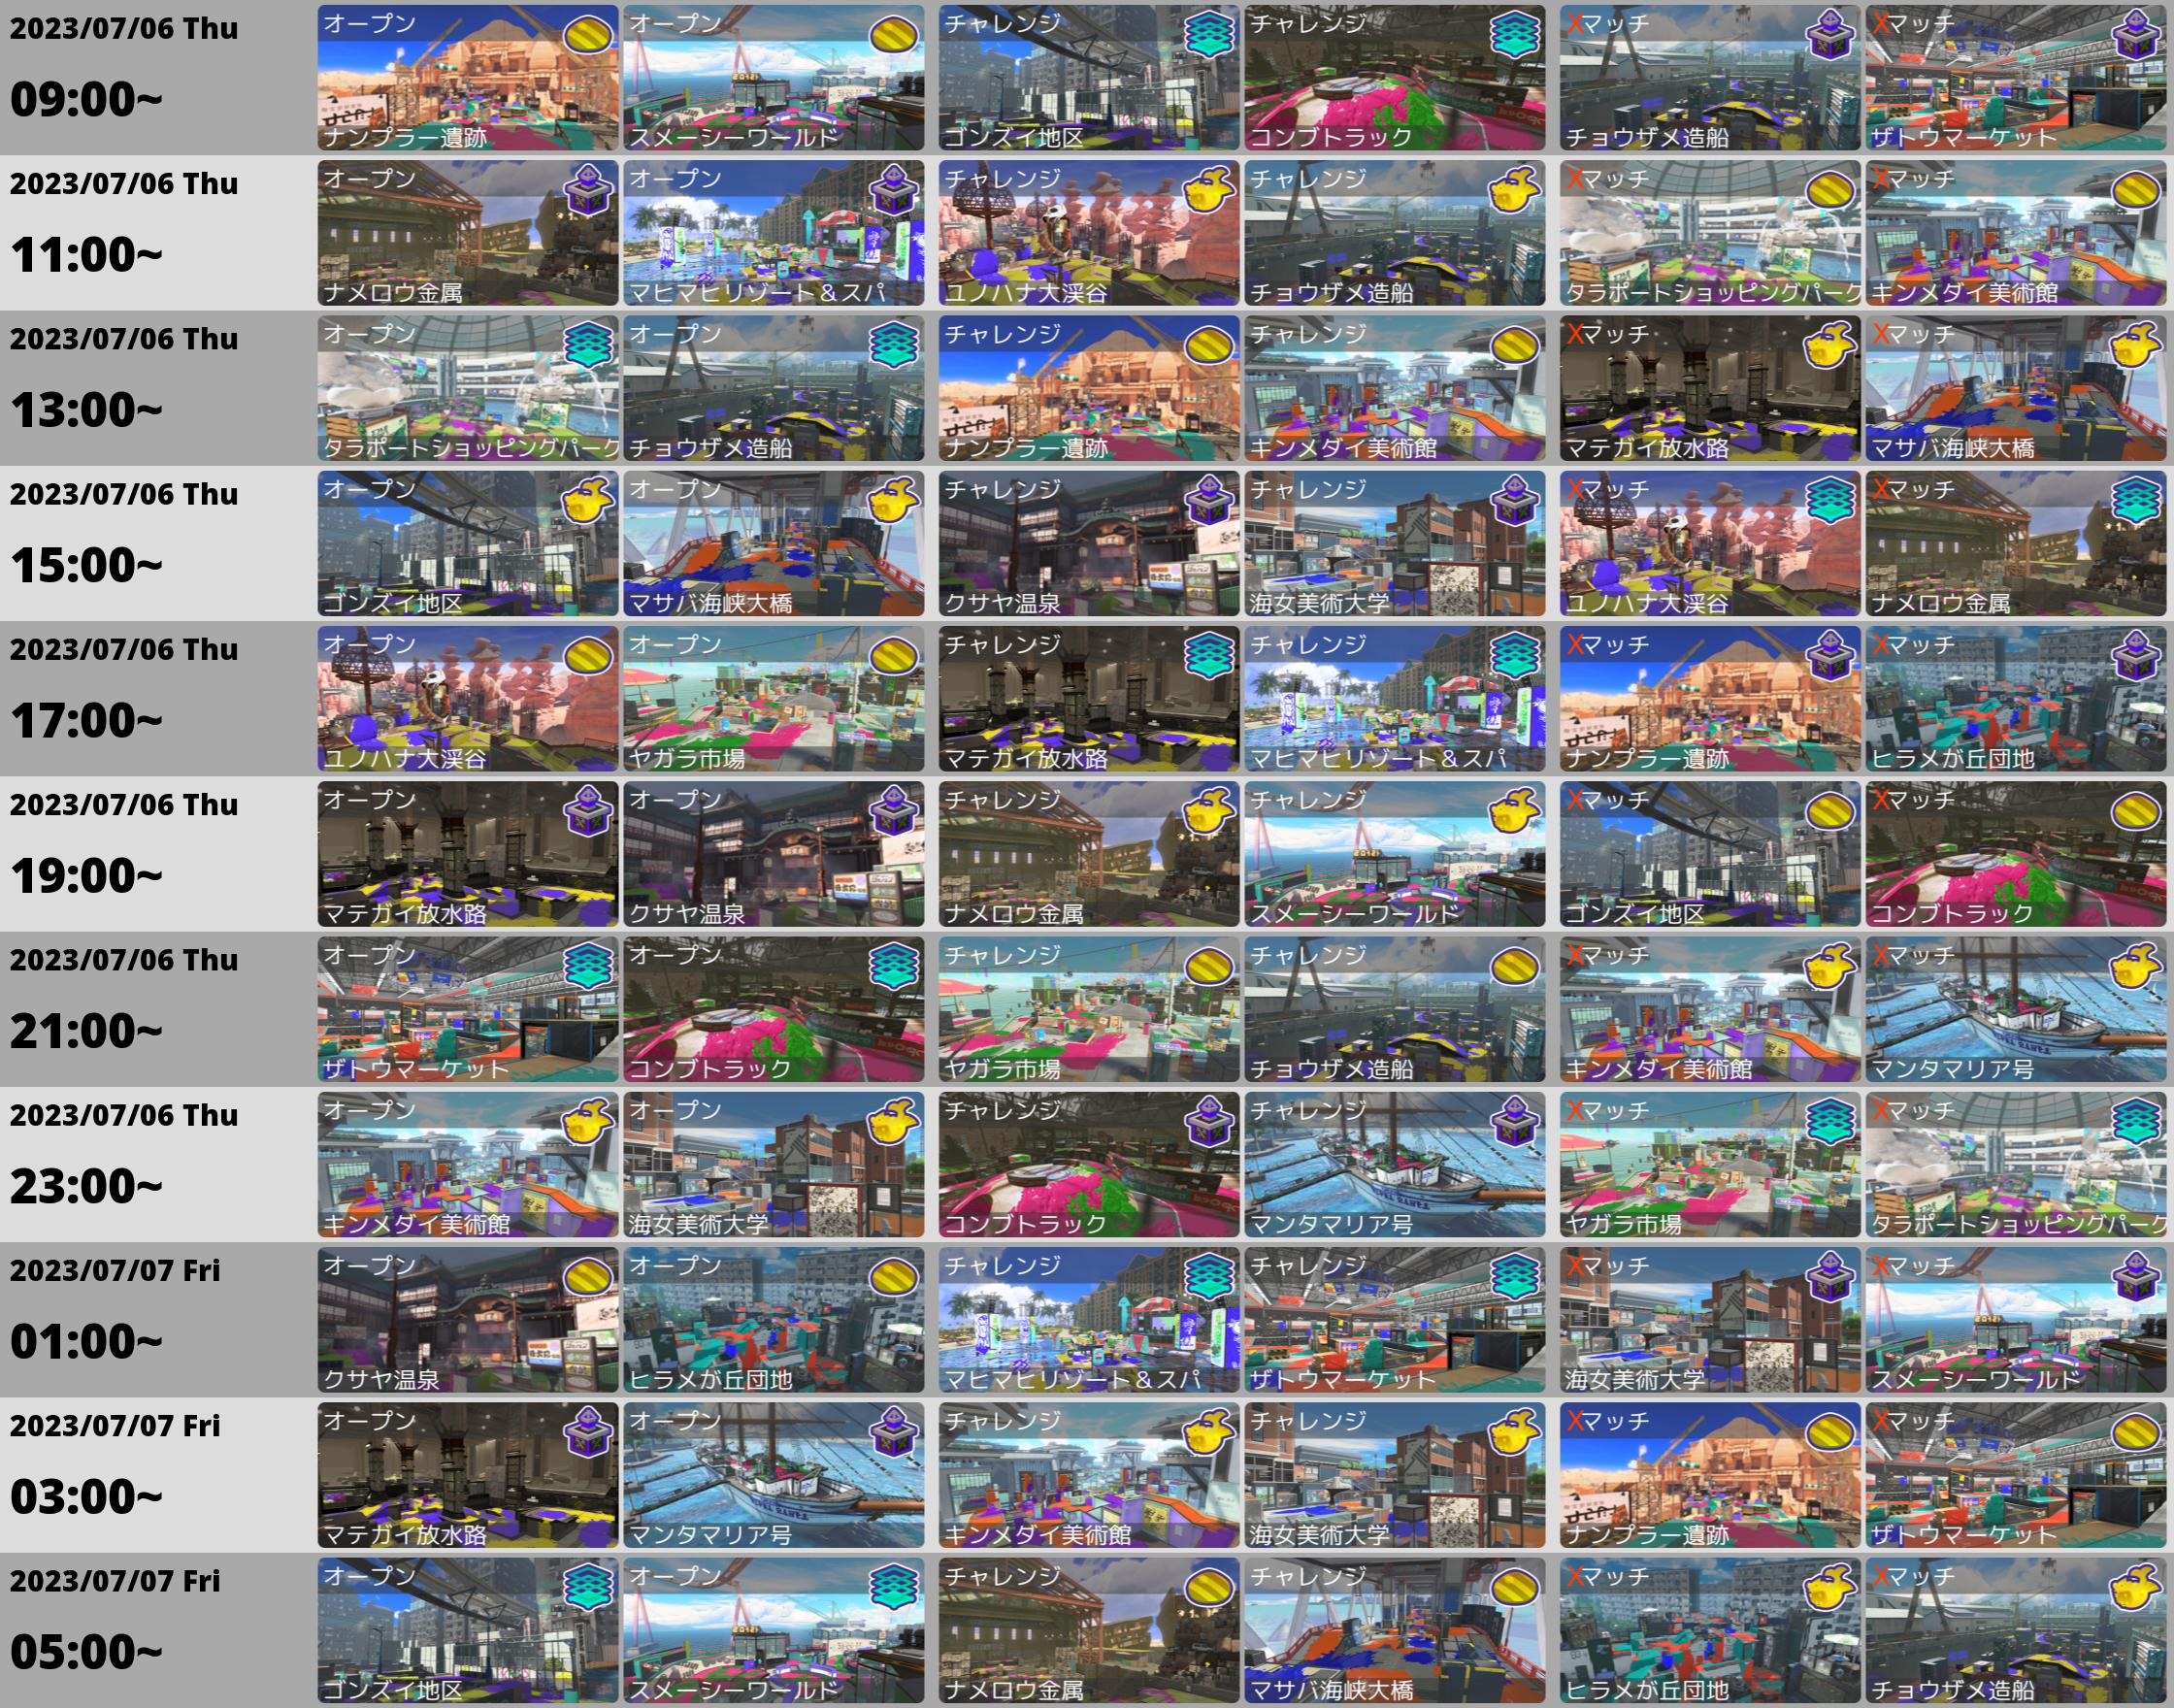 2023/07/06 Thu
09:00~
オープン オープン チャレンジ チャレンジ Xマッチ Xマッチ
ナンプラー遺跡 スメーシーワールド ゴンズイ地区 コンブトラック チョウザメ造船 ザトウマーケット
2023/07/06 Thu
11:00~
オープン オープン チャレンジ チャレンジ Xマッチ Xマッチ
ナメロウ金属 マヒマヒリゾート&スパ ユノハナ大渓谷 チョウザメ造船 タラポートショッピングパーク キンメダイ美術館
2023/07/06 Thu
13:00~
オープン オープン チャレンジ チャレンジ Xマッチ Xマッチ
タラポートショッピングパーク チョウザメ造船 ナンプラー遺跡 キンメダイ美術館 マテガイ放水路 マサバ海峡大橋
2023/07/06 Thu
15:00~
オープン オープン チャレンジ チャレンジ Xマッチ Xマッチ
ゴンズイ地区 マサバ海峡大橋 クサヤ温泉 海女美術大学 ユノハナ大渓谷 ナメロウ金属
2023/07/06 Thu
17:00~
オープン オープン チャレンジ チャレンジ Xマッチ Xマッチ
ユノハナ大渓谷 ヤガラ市場 マテガイ放水路 マヒマヒリゾート&スパ ナンプラー遺跡 ヒラメが丘団地
2023/07/06 Thu
19:00~
オープン オープン チャレンジ チャレンジ Xマッチ Xマッチ
マテガイ放水路 クサヤ温泉 ナメロウ金属 スメーシーワールド ゴンズイ地区 コンブトラック
2023/07/06 Thu
21:00~
オープン オープン チャレンジ チャレンジ Xマッチ Xマッチ
ザトウマーケット コンブトラック ヤガラ市場 チョウザメ造船 キンメダイ美術館 マンタマリア号
2023/07/06 Thu
23:00~
オープン オープン チャレンジ チャレンジ Xマッチ Xマッチ
キンメダイ美術館 海女美術大学 コンブトラック マンタマリア号 ヤガラ市場 タラポートショッピングパーク
2023/07/07 Fri
01:00~
オープン オープン チャレンジ チャレンジ Xマッチ Xマッチ
クサヤ温泉 ヒラメが丘団地 マヒマヒリゾート&スパ ザトウマーケット 海女美術大学 スメーシーワールド
2023/07/07 Fri
03:00~
オープン オープン チャレンジ チャレンジ Xマッチ Xマッチ
マテガイ放水路 マンタマリア号 キンメダイ美術館 海女美術大学 ナンプラー遺跡 ザトウマーケット
2023/07/07 Fri
05:00~
オープン オープン チャレンジ チャレンジ Xマッチ Xマッチ
ゴンズイ地区 スメーシーワールド ナメロウ金属 マサバ海峡大橋 ヒラメが丘団地 チョウザメ造船